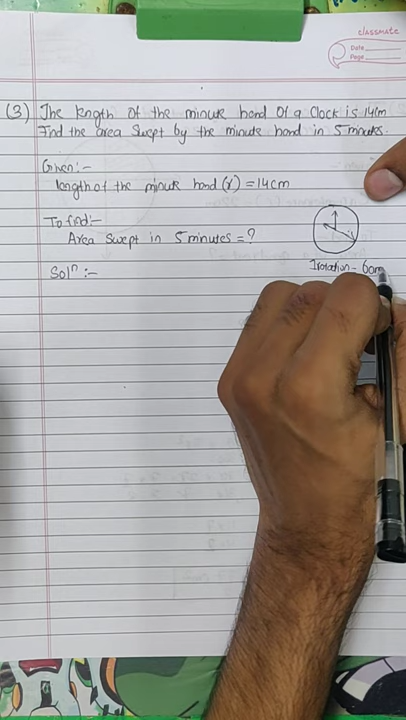 classmate
Date
Page
(3) The length of the minute hand of a clock is 14cm
Find the area swept by the minute hand in 5 minutes.
Given:-
length of the minute hand (r) = 14cm
To find:-
Area swept in 5 minutes = ?
Solⁿ :-
1 rotation - 60m